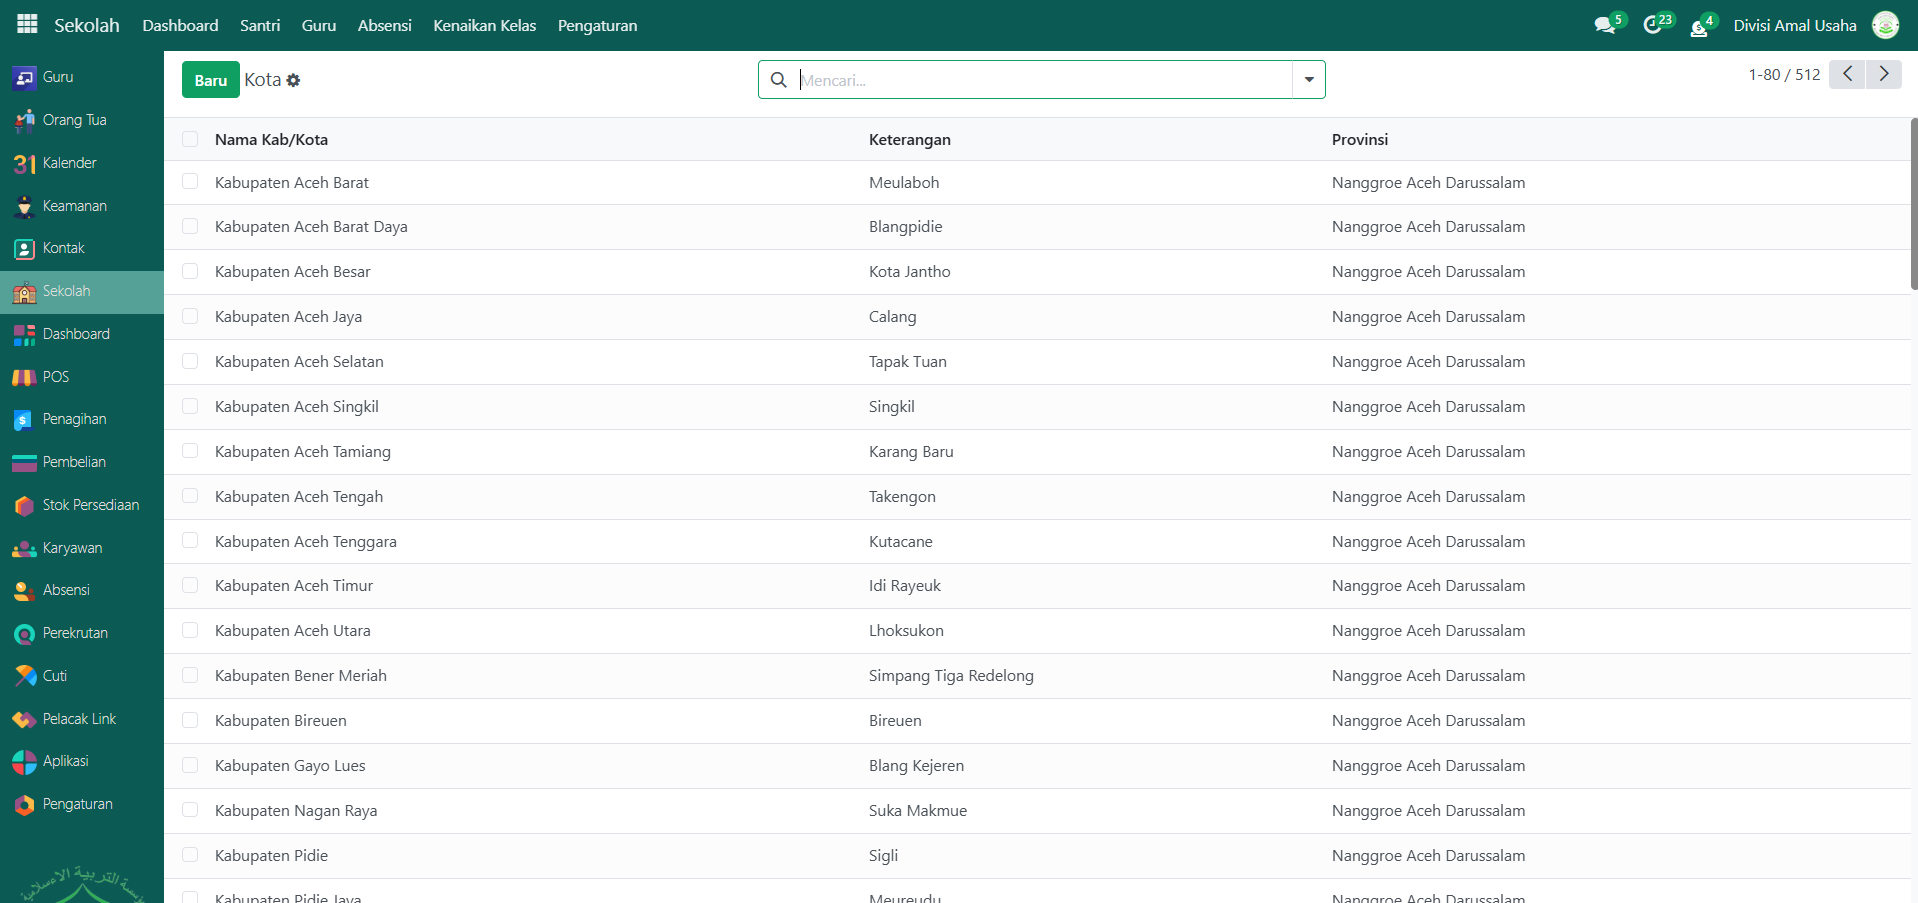 Sekolah Dashboard Santri Guru Absensi Kenaikan Kelas Pengaturan 5 23 4 Divisi Amal Usaha
Guru
Orang Tua
31 Kalender
Keamanan
Kontak
Sekolah
Dashboard
POS
Penagihan
Pembelian
Stok Persediaan
Karyawan
Absensi
Perekrutan
Cuti
Pelacak Link
Aplikasi
Pengaturan
Baru Kota Mencari... 1-80 / 512
Nama Kab/Kota Keterangan Provinsi
Kabupaten Aceh Barat Meulaboh Nanggroe Aceh Darussalam
Kabupaten Aceh Barat Daya Blangpidie Nanggroe Aceh Darussalam
Kabupaten Aceh Besar Kota Jantho Nanggroe Aceh Darussalam
Kabupaten Aceh Jaya Calang Nanggroe Aceh Darussalam
Kabupaten Aceh Selatan Tapak Tuan Nanggroe Aceh Darussalam
Kabupaten Aceh Singkil Singkil Nanggroe Aceh Darussalam
Kabupaten Aceh Tamiang Karang Baru Nanggroe Aceh Darussalam
Kabupaten Aceh Tengah Takengon Nanggroe Aceh Darussalam
Kabupaten Aceh Tenggara Kutacane Nanggroe Aceh Darussalam
Kabupaten Aceh Timur Idi Rayeuk Nanggroe Aceh Darussalam
Kabupaten Aceh Utara Lhoksukon Nanggroe Aceh Darussalam
Kabupaten Bener Meriah Simpang Tiga Redelong Nanggroe Aceh Darussalam
Kabupaten Bireuen Bireuen Nanggroe Aceh Darussalam
Kabupaten Gayo Lues Blang Kejeren Nanggroe Aceh Darussalam
Kabupaten Nagan Raya Suka Makmue Nanggroe Aceh Darussalam
Kabupaten Pidie Sigli Nanggroe Aceh Darussalam
Kabupaten Pidie Jaya Meureudu Nanggroe Aceh Darussalam